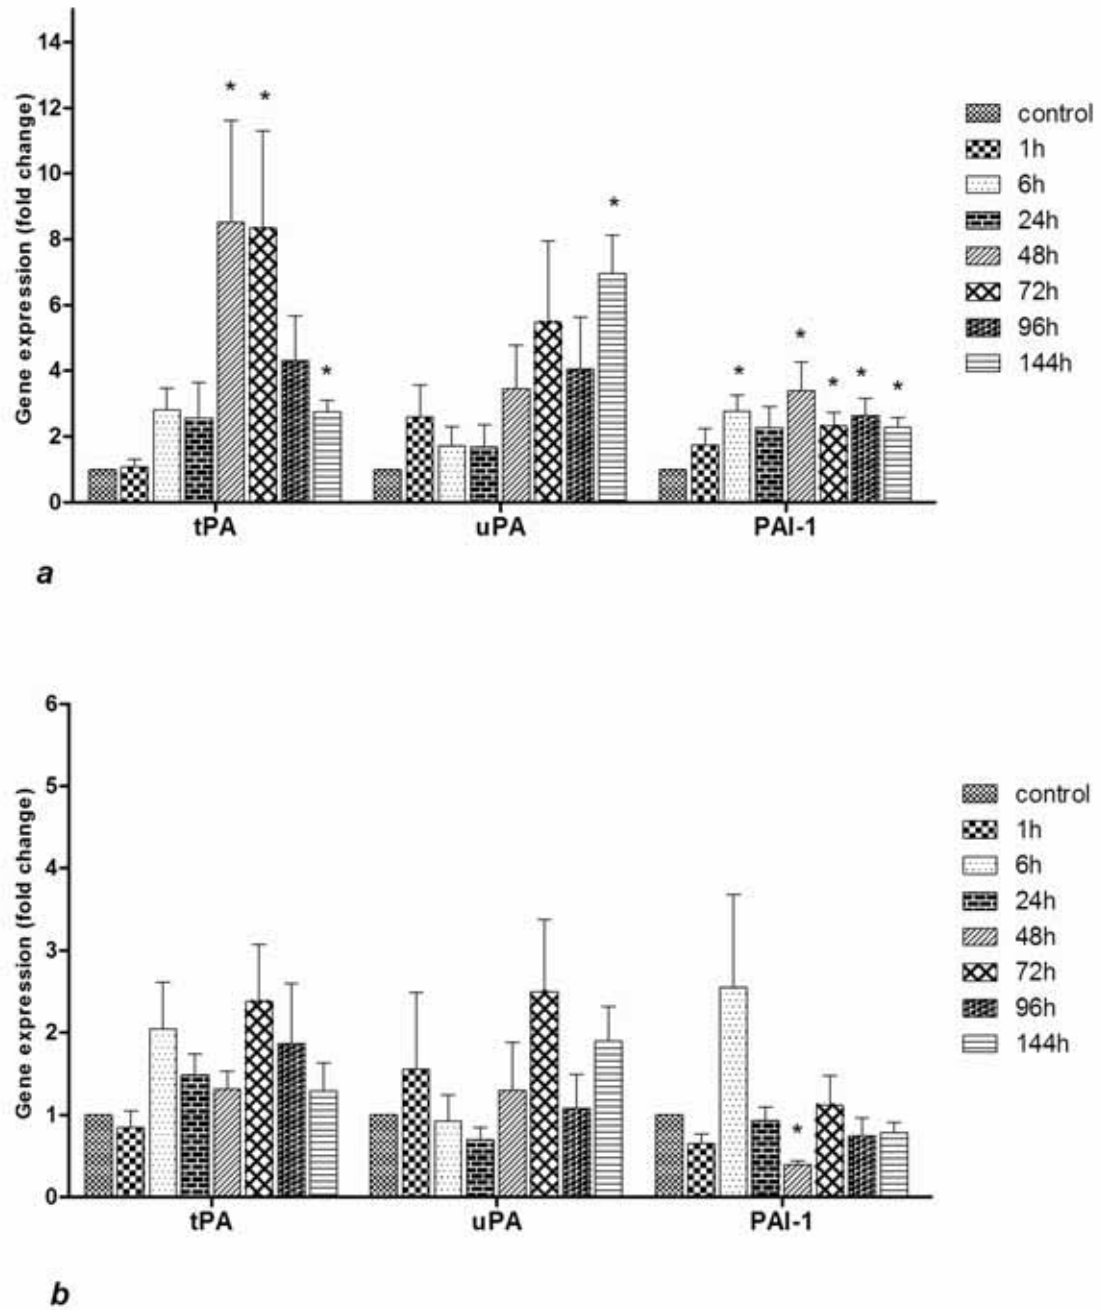 Gene expression (fold change)
14
12
10
8
6
4
2
0
* *
*
*
*
*
*
*
*
tPA uPA PAI-1
control
1h
6h
24h
48h
72h
96h
144h
a
Gene expression (fold change)
6
5
4
3
2
1
0
*
tPA uPA PAI-1
control
1h
6h
24h
48h
72h
96h
144h
b